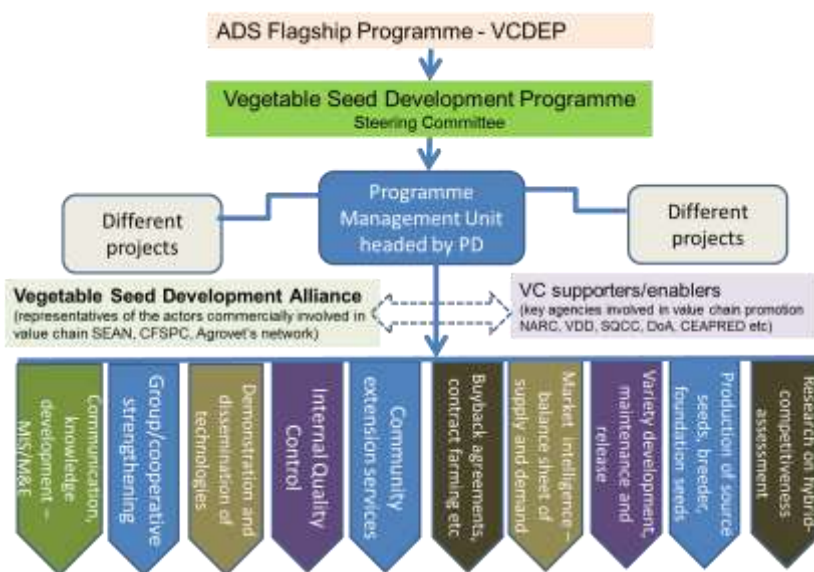 ADS Flagship Programme - VCDEP
Vegetable Seed Development Programme
Steering Committee
Different
projects
Programme
Management Unit
headed by PD
Different
projects
Vegetable Seed Development Alliance
(representatives of the actors commercially involved in
value chain SEAN, CFSPC, Agrovet's network)
VC supporters/enablers
(key agencies involved in value chain promotion
NARC, VDD, SQCC, DoA, CEAPRED etc)
Communication,
knowledge
development –
MIS/M&E
Group/cooperative
strengthening
Demonstration and
dissemination of
technologies
Internal Quality
Control
Community
extension services
Buyback agreements,
contract farming etc
Market intelligence –
balance sheet of
supply and demand
Variety development,
maintenance and
release
Production of source
seeds, breeder,
foundation seeds
Research on hybrid-
competitiveness
assessment